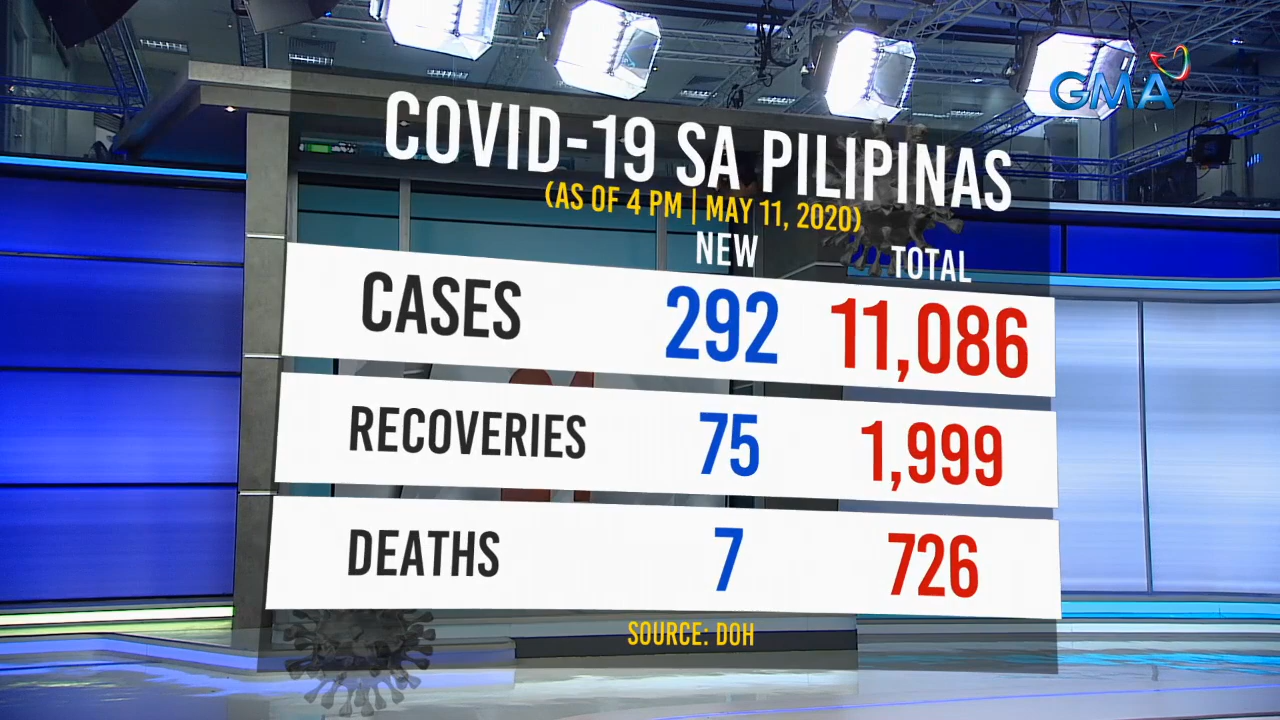 GMA
COVID-19 SA PILIPINAS
(AS OF 4 PM | MAY 11, 2020)
NEW TOTAL
CASES 292 11,086
RECOVERIES 75 1,999
DEATHS 7 726
SOURCE: DOH